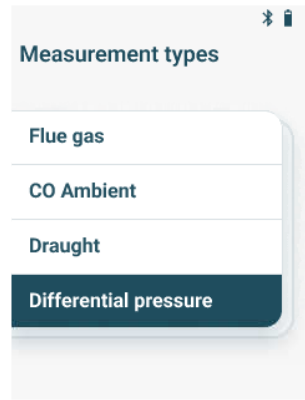 Measurement types
Flue gas
CO Ambient
Draught
Differential pressure